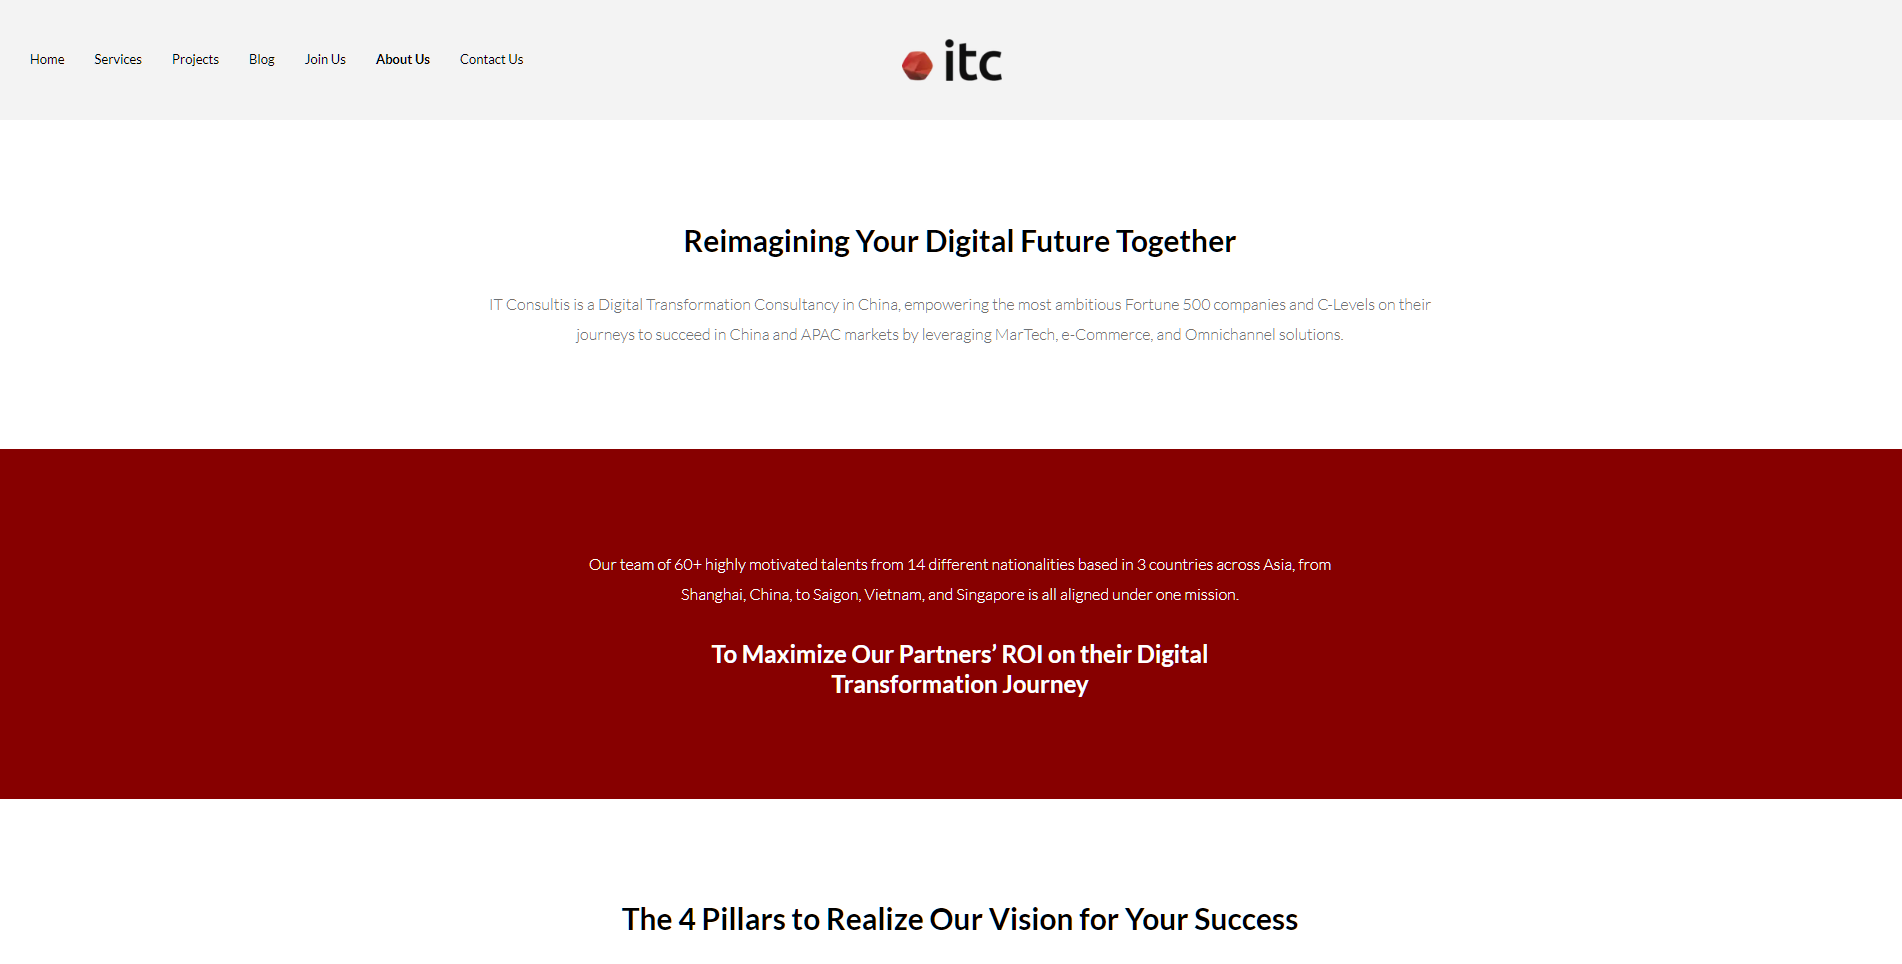 Home
Services
Projects
Blog
Join Us
About Us
Contact Us
itc
Reimagining Your Digital Future Together
IT Consultis is a Digital Transformation Consultancy in China, empowering the most ambitious Fortune 500 companies and C-Levels on their
journeys to succeed in China and APAC markets by leveraging MarTech, e-Commerce, and Omnichannel solutions.
Our team of 60+ highly motivated talents from 14 different nationalities based in 3 countries across Asia, from
Shanghai, China, to Saigon, Vietnam, and Singapore is all aligned under one mission.
To Maximize Our Partners’ ROI on their Digital
Transformation Journey
The 4 Pillars to Realize Our Vision for Your Success